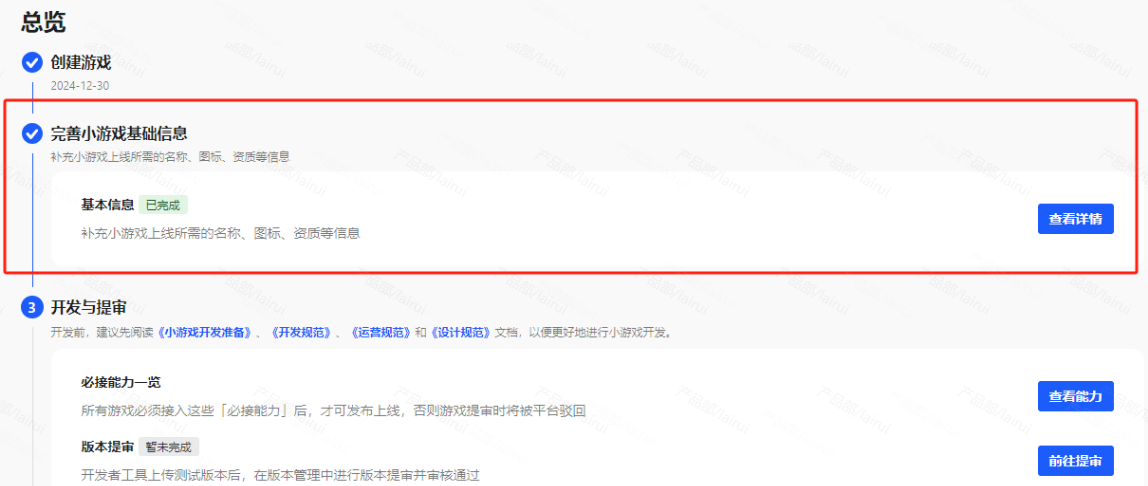 总览
创建游戏
2024-12-30
完善小游戏基础信息
补充小游戏上线所需的名称、图标、资质等信息
基本信息 已完成
补充小游戏上线所需的名称、图标、资质等信息
查看详情
3 开发与提审
开发前，建议先阅读《小游戏开发准备》、《开发规范》、《运营规范》和《设计规范》文档，以便更好地进行小游戏开发。
必接能力一览
所有游戏必须接入这些「必接能力」后，才可发布上线，否则游戏提审时将被平台驳回
查看能力
版本提审 暂未完成
开发者工具上传测试版本后，在版本管理中进行版本提审并审核通过
前往提审